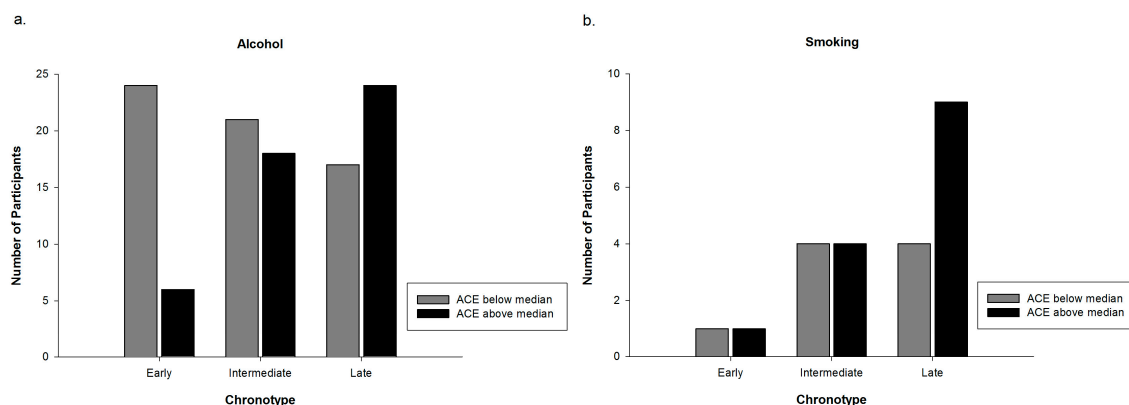 a.
Alcohol
Number of Participants
25
20
15
10
5
0
Early Intermediate Late
Chronotype
ACE below median
ACE above median
b.
Smoking
Number of Participants
10
8
6
4
2
0
Early Intermediate Late
Chronotype
ACE below median
ACE above median